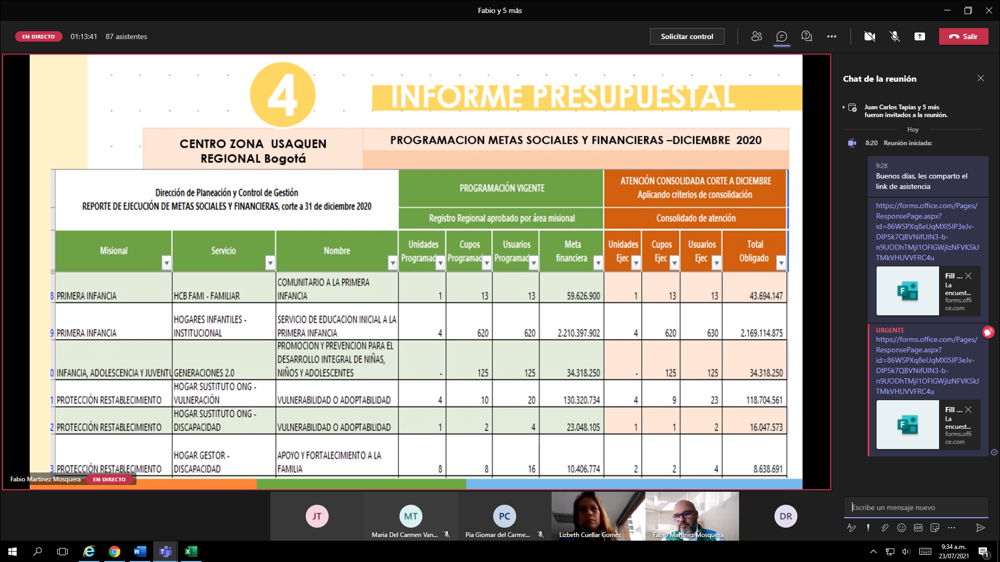 Fabio y 5 más
EN DIRECTO 01:13:41 87 asistentes
Solicitar control
Salir
4
INFORME PRESUPUESTAL
CENTRO ZONA USAQUEN
REGIONAL Bogotá
PROGRAMACION METAS SOCIALES Y FINANCIERAS –DICIEMBRE 2020
Dirección de Planeación y Control de Gestión
REPORTE DE EJECUCIÓN DE METAS SOCIALES Y FINANCIERAS, corte a 31 de diciembre 2020
PROGRAMACIÓN VIGENTE
Registro Regional aprobado por área misional
ATENCIÓN CONSOLIDADA CORTE A DICIEMBRE
Aplicando criterios de consolidación
Consolidado de atención
Misional Servicio Nombre Unidades Programad Cupos Programad Usuarios Programad Meta financiera Unidades Ejec Cupos Ejec Usuarios Ejec Total Obligado
8 PRIMERA INFANCIA HCB FAMI - FAMILIAR COMUNITARIO A LA PRIMERA INFANCIA 1 13 13 59.626.900 1 13 13 43.694.147
9 PRIMERA INFANCIA HOGARES INFANTILES - INSTITUCIONAL SERVICIO DE EDUCACION INICIAL A LA PRIMERA INFANCIA 4 620 620 2.210.397.902 4 620 630 2.169.114.875
0 INFANCIA, ADOLESCENCIA Y JUVENTU GENERACIONES 2.0 PROMOCION Y PREVENCION PARA EL DESARROLLO INTEGRAL DE NIÑAS, NIÑOS Y ADOLESCENTES - 125 125 34.318.250 - 125 125 34.318.250
1 PROTECCIÓN RESTABLECIMIENTO HOGAR SUSTITUTO ONG - VULNERACIÓN VULNERABILIDAD O ADOPTABILIDAD 4 10 20 130.320.734 4 9 23 118.704.561
2 PROTECCIÓN RESTABLECIMIENTO HOGAR SUSTITUTO ONG - DISCAPACIDAD VULNERABILIDAD O ADOPTABILIDAD 1 2 4 23.048.105 1 1 2 16.047.573
3 PROTECCIÓN RESTABLECIMIENTO HOGAR GESTOR - DISCAPACIDAD APOYO Y FORTALECIMIENTO A LA FAMILIA 8 8 16 10.406.774 2 2 4 8.638.691
Fabio Martinez Mosquera EN DIRECTO
JT
MT
Maria Del Carmen Van...
PC
Pia Giomar del Carme...
Lizbeth Cuellar Gomez
Fabio Martinez Mosquera
DR
Chat de la reunión
Juan Carlos Tapias y 5 más
fueron invitados a la reunión.
Hoy
8:20 Reunión iniciada:
9:28
Buenos días, les comparto el
link de asistencia
https://forms.office.com/Pages/
ResponsePage.aspx?
id=86WSPXq8eUqMXI5IP3eJv-
DIP5k7QBVNifUIN3-b-
n9UODhTMjI1OFlGWjIzNFVKSkJ
TMkVHUVVFRC4u
Fill ...
La
encuest...
forms.offi
ce.com
URGENTE
https://forms.office.com/Pages/
ResponsePage.aspx?
id=86WSPXq8eUqMXI5IP3eJv-
DIP5k7QBVNifUIN3-b-
n9UODhTMjI1OFlGWjIzNFVKSkJ
TMkVHUVVFRC4u
Fill ...
La
encuest...
forms.offi
ce.com
Escribe un mensaje nuevo
GIF
9:34 a.m.
23/07/2021
1